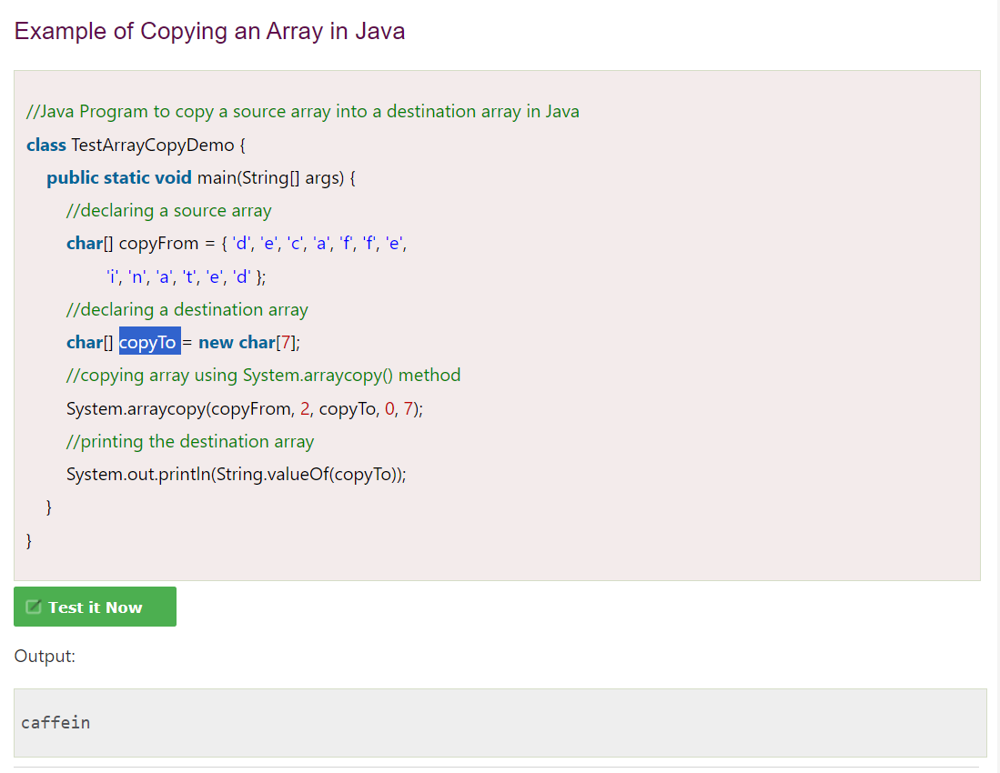 Example of Copying an Array in Java
//Java Program to copy a source array into a destination array in Java
class TestArrayCopyDemo {
public static void main(String[] args) {
//declaring a source array
char[] copyFrom = { 'd', 'e', 'c', 'a', 'f', 'f', 'e',
'i', 'n', 'a', 't', 'e', 'd' };
//declaring a destination array
char[] copyTo = new char[7];
//copying array using System.arraycopy() method
System.arraycopy(copyFrom, 2, copyTo, 0, 7);
//printing the destination array
System.out.println(String.valueOf(copyTo));
}
}
Test it Now
Output:
caffein